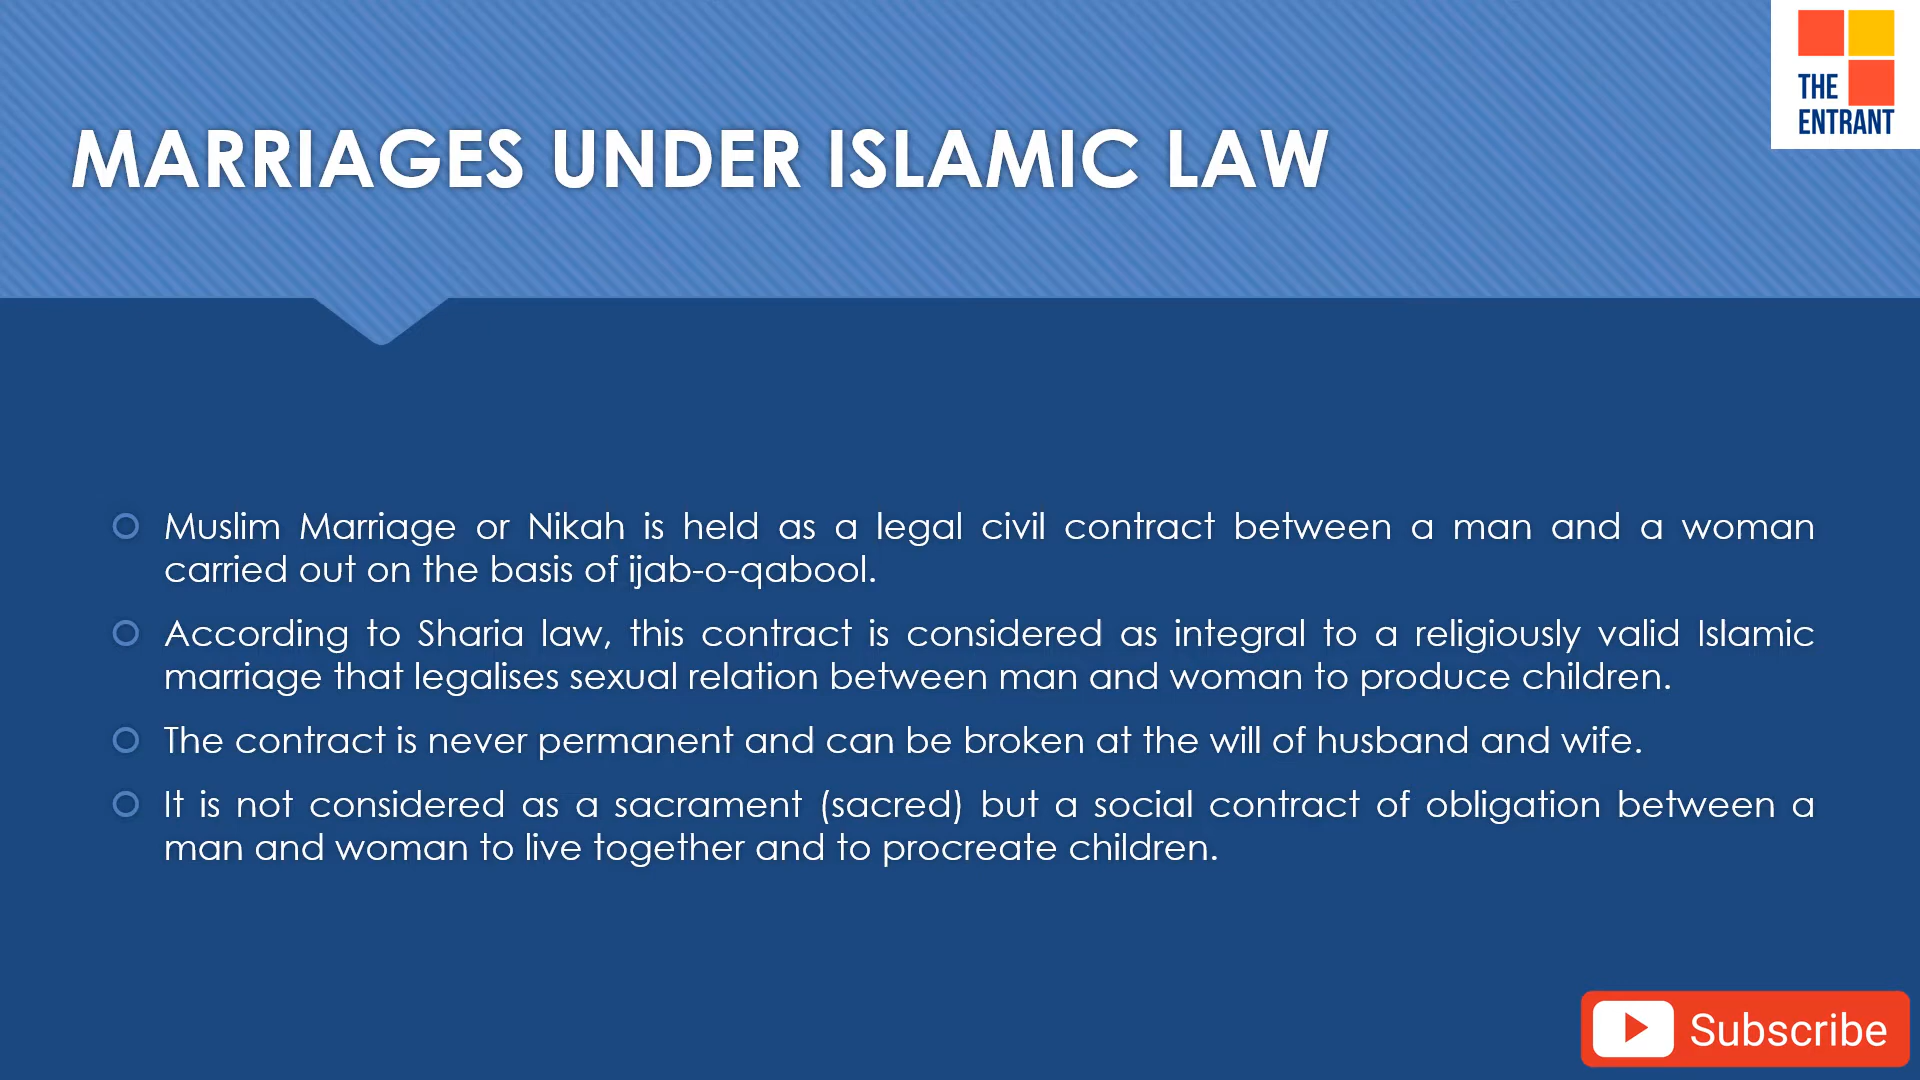 MARRIAGES UNDER ISLAMIC LAW
THE
ENTRANT
Muslim Marriage or Nikah is held as a legal civil contract between a man and a woman
carried out on the basis of ijab-o-qabool.
According to Sharia law, this contract is considered as integral to a religiously valid Islamic
marriage that legalises sexual relation between man and woman to produce children.
The contract is never permanent and can be broken at the will of husband and wife.
It is not considered as a sacrament (sacred) but a social contract of obligation between a
man and woman to live together and to procreate children.
Subscribe